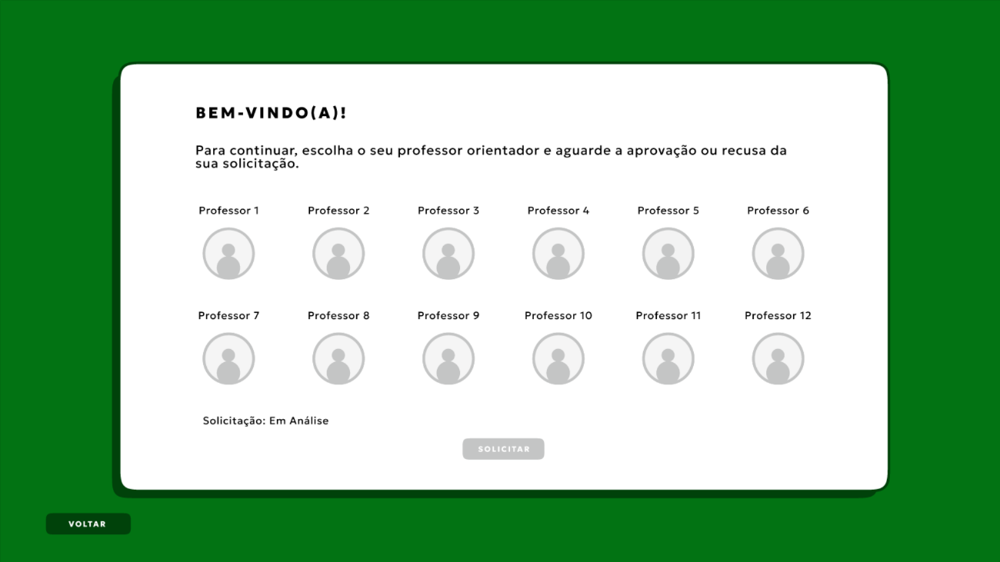 BEM-VINDO(A)!
Para continuar, escolha o seu professor orientador e aguarde a aprovação ou recusa da
sua solicitação.
Professor 1 Professor 2 Professor 3 Professor 4 Professor 5 Professor 6
Professor 7 Professor 8 Professor 9 Professor 10 Professor 11 Professor 12
Solicitação: Em Análise
SOLICITAR
VOLTAR